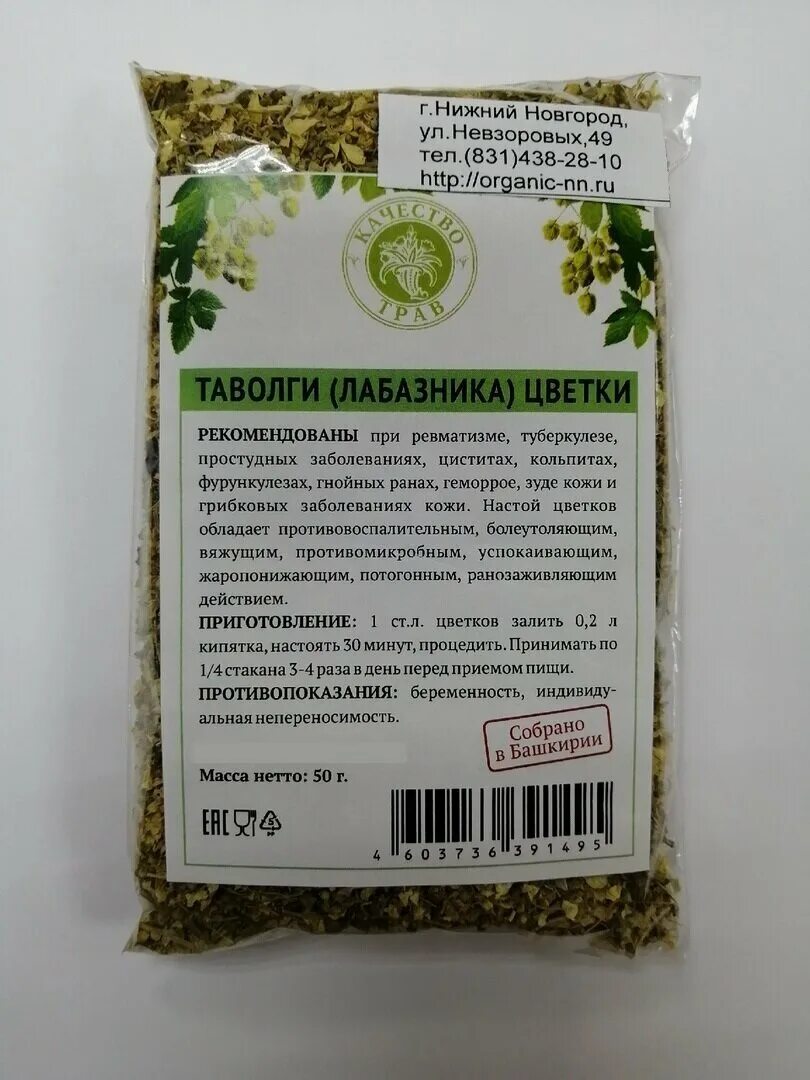 г.Нижний Новгород,
ул.Невзоровых,49
тел.(831)438-28-10
http://organic-nn.ru
КАЧЕСТВО
ТРАВ
ТАВОЛГИ (ЛАБАЗНИКА) ЦВЕТКИ
РЕКОМЕНДОВАНЫ при ревматизме, туберкулезе,
простудных заболеваниях, циститах, кольпитах,
фурункулезах, гнойных ранах, геморрое, зуде кожи и
грибковых заболеваниях кожи. Настой цветков
обладает противовоспалительным, болеутоляющим,
вяжущим, противомикробным, успокаивающим,
жаропонижающим, потогонным, ранозаживляющим
действием.
ПРИГОТОВЛЕНИЕ: 1 ст.л. цветков залить 0,2 л
кипятка, настоять 30 минут, процедить. Принимать по
1/4 стакана 3-4 раза в день перед приемом пищи.
ПРОТИВОПОКАЗАНИЯ: беременность, индивиду-
альная непереносимость.
Собрано
в Башкирии
Масса нетто: 50 г.
EAC 5 PP
4 603736 391495